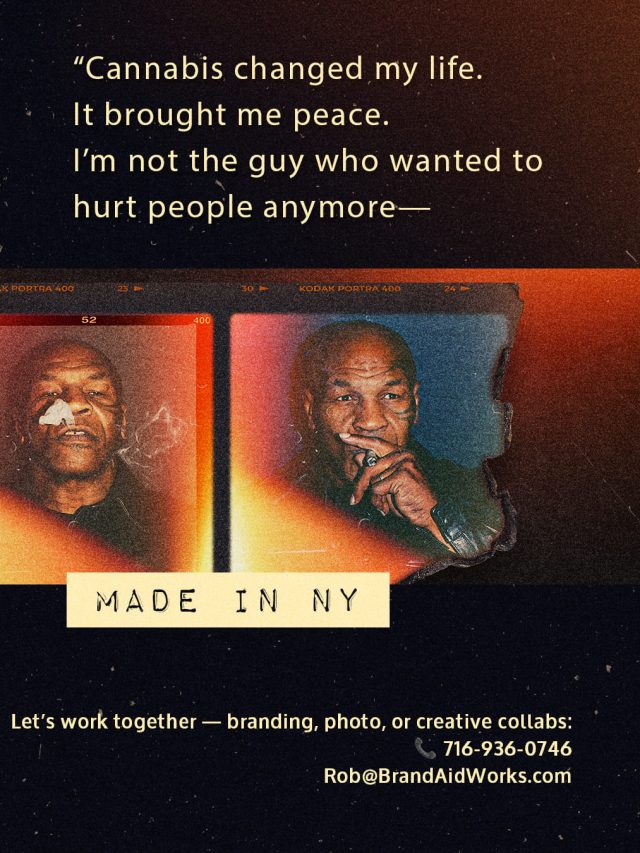 “Cannabis changed my life.
It brought me peace.
I’m not the guy who wanted to
hurt people anymore—
K PORTRA 400 23 30 KODAK PORTRA 400 24
52 400
MADE IN NY
Let’s work together — branding, photo, or creative collabs:
📞 716-936-0746
Rob@BrandAidWorks.com